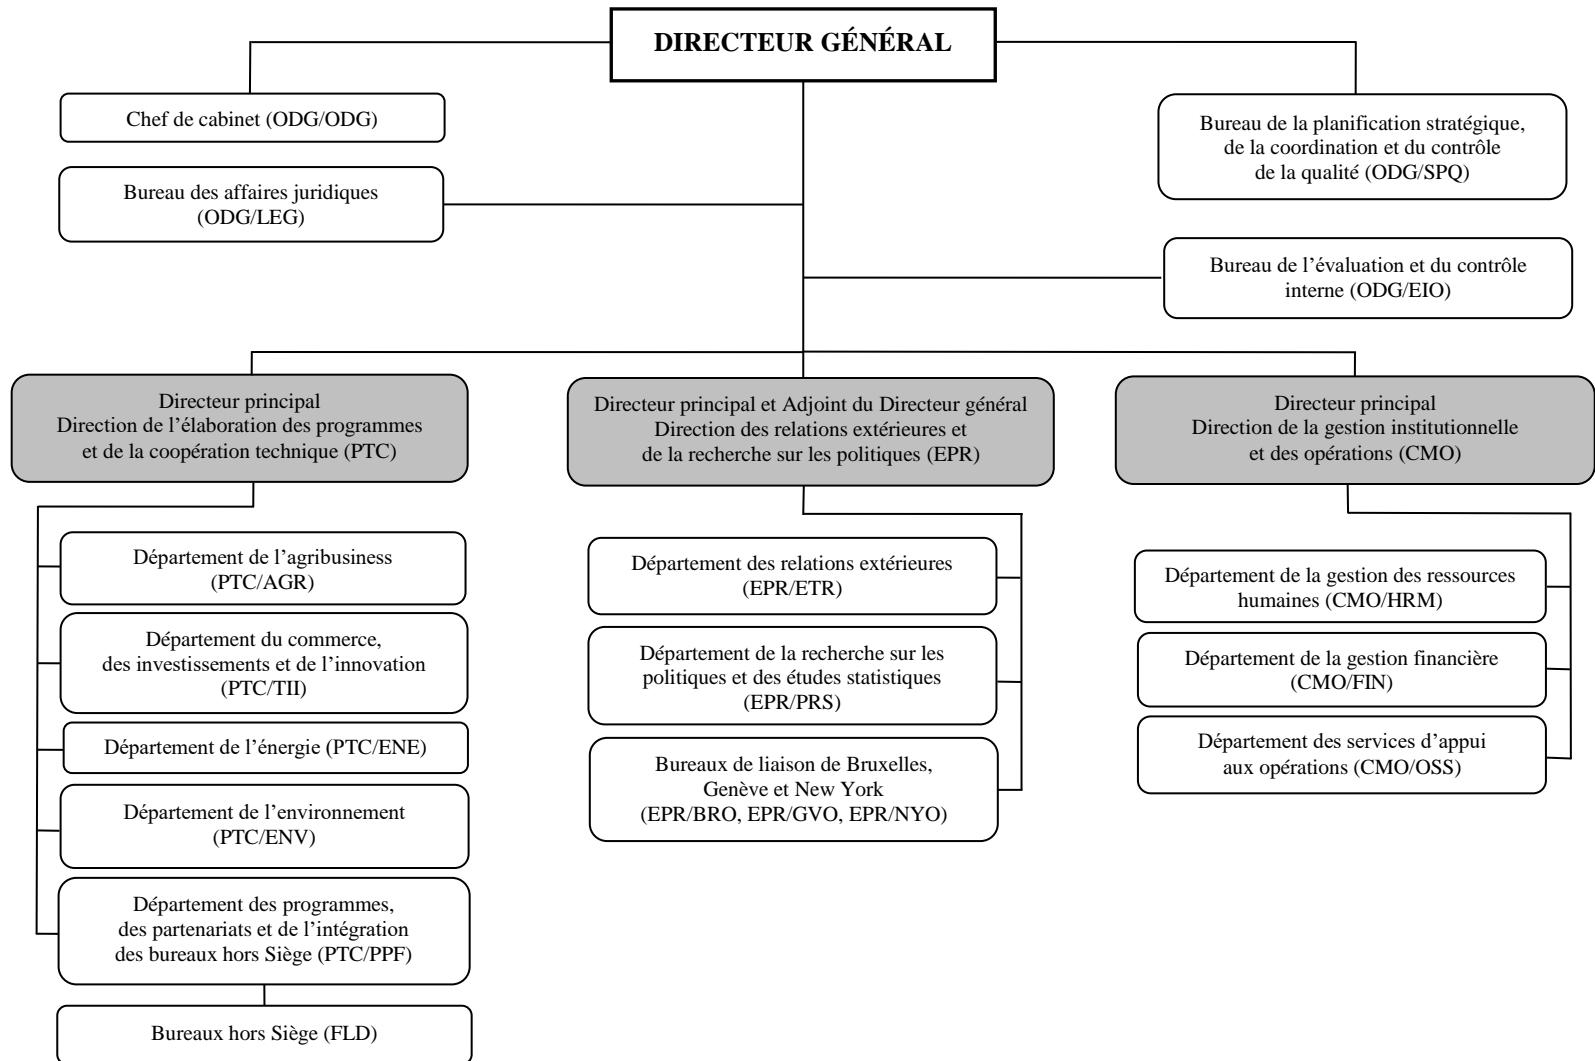 DIRECTEUR GÉNÉRAL
Chef de cabinet (ODG/ODG)
Bureau des affaires juridiques
(ODG/LEG)
Bureau de la planification stratégique,
de la coordination et du contrôle
de la qualité (ODG/SPQ)
Bureau de l’évaluation et du contrôle
interne (ODG/EIO)
Directeur principal
Direction de l’élaboration des programmes
et de la coopération technique (PTC)
Département de l’agribusiness
(PTC/AGR)
Département du commerce,
des investissements et de l’innovation
(PTC/TII)
Département de l’énergie (PTC/ENE)
Département de l’environnement
(PTC/ENV)
Département des programmes,
des partenariats et de l’intégration
des bureaux hors Siège (PTC/PPF)
Bureaux hors Siège (FLD)
Directeur principal et Adjoint du Directeur général
Direction des relations extérieures et
de la recherche sur les politiques (EPR)
Département des relations extérieures
(EPR/ETR)
Département de la recherche sur les
politiques et des études statistiques
(EPR/PRS)
Bureaux de liaison de Bruxelles,
Genève et New York
(EPR/BRO, EPR/GVO, EPR/NYO)
Directeur principal
Direction de la gestion institutionnelle
et des opérations (CMO)
Département de la gestion des ressources
humaines (CMO/HRM)
Département de la gestion financière
(CMO/FIN)
Département des services d’appui
aux opérations (CMO/OSS)